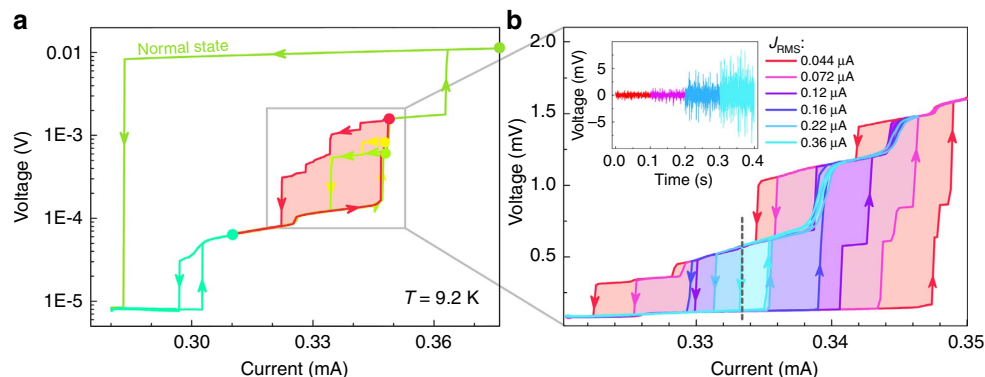 a
Voltage (V)
0.01
1E-3
1E-4
1E-5
Normal state
T = 9.2 K
0.30
0.33
0.36
Current (mA)
b
Voltage (mV)
2.0
1.5
1.0
0.5
Voltage (mV)
5
0
−5
0.0 0.1 0.2 0.3 0.4
Time (s)
JRMS:
0.044 μA
0.072 μA
0.12 μA
0.16 μA
0.22 μA
0.36 μA
0.33
0.34
0.35
Current (mA)